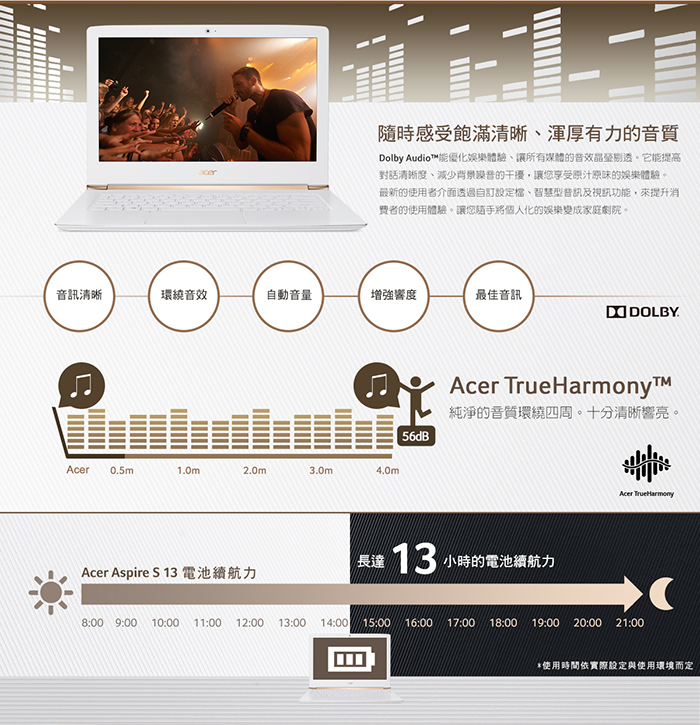 acer
隨時感受飽滿清晰、渾厚有力的音質
Dolby Audio™能優化娛樂體驗、讓所有媒體的音效晶瑩剔透。它能提高
對話清晰度、減少背景噪音的干擾，讓您享受原汁原味的娛樂體驗。
最新的使用者介面透過自訂設定檔、智慧型音訊及視訊功能，來提升消
費者的使用體驗。讓您隨手將個人化的娛樂變成家庭劇院。
音訊清晰 環繞音效 自動音量 增強響度 最佳音訊
DOLBY.
Acer TrueHarmony™
純淨的音質環繞四周。十分清晰響亮。
56dB
Acer 0.5m 1.0m 2.0m 3.0m 4.0m
Acer TrueHarmony
長達 13 小時的電池續航力
Acer Aspire S 13 電池續航力
8:00 9:00 10:00 11:00 12:00 13:00 14:00 15:00 16:00 17:00 18:00 19:00 20:00 21:00
acer
*使用時間依實際設定與使用環境而定